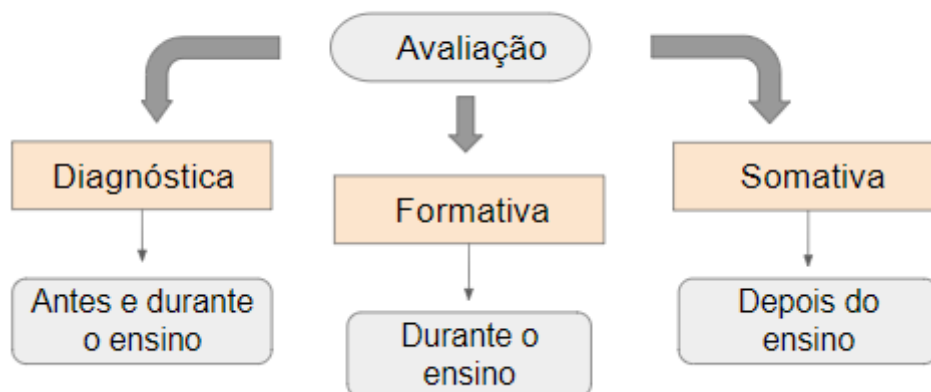 Avaliação
Diagnóstica
Formativa
Somativa
Antes e durante
o ensino
Durante o
ensino
Depois do
ensino